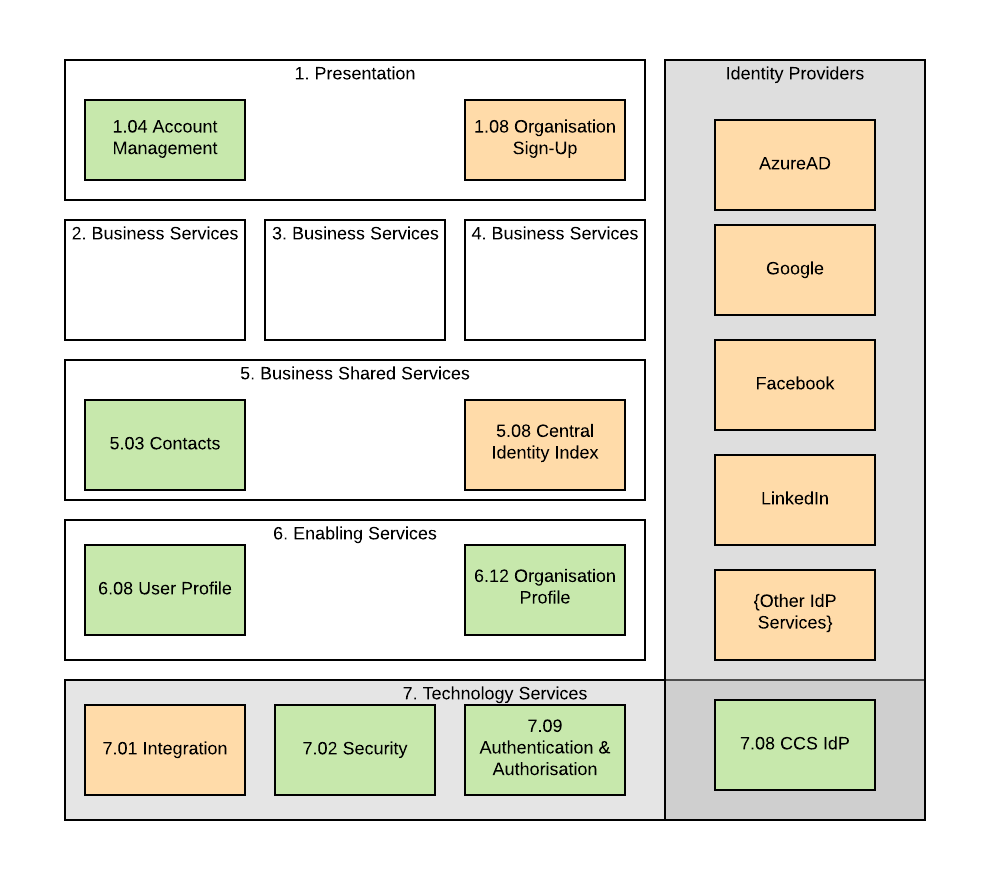 1. Presentation
1.04 Account
Management
1.08 Organisation
Sign-Up
2. Business Services
3. Business Services
4. Business Services
5. Business Shared Services
5.03 Contacts
5.08 Central
Identity Index
6. Enabling Services
6.08 User Profile
6.12 Organisation
Profile
7. Technology Services
7.01 Integration
7.02 Security
7.09
Authentication &
Authorisation
Identity Providers
AzureAD
Google
Facebook
LinkedIn
{Other IdP
Services}
7.08 CCS IdP